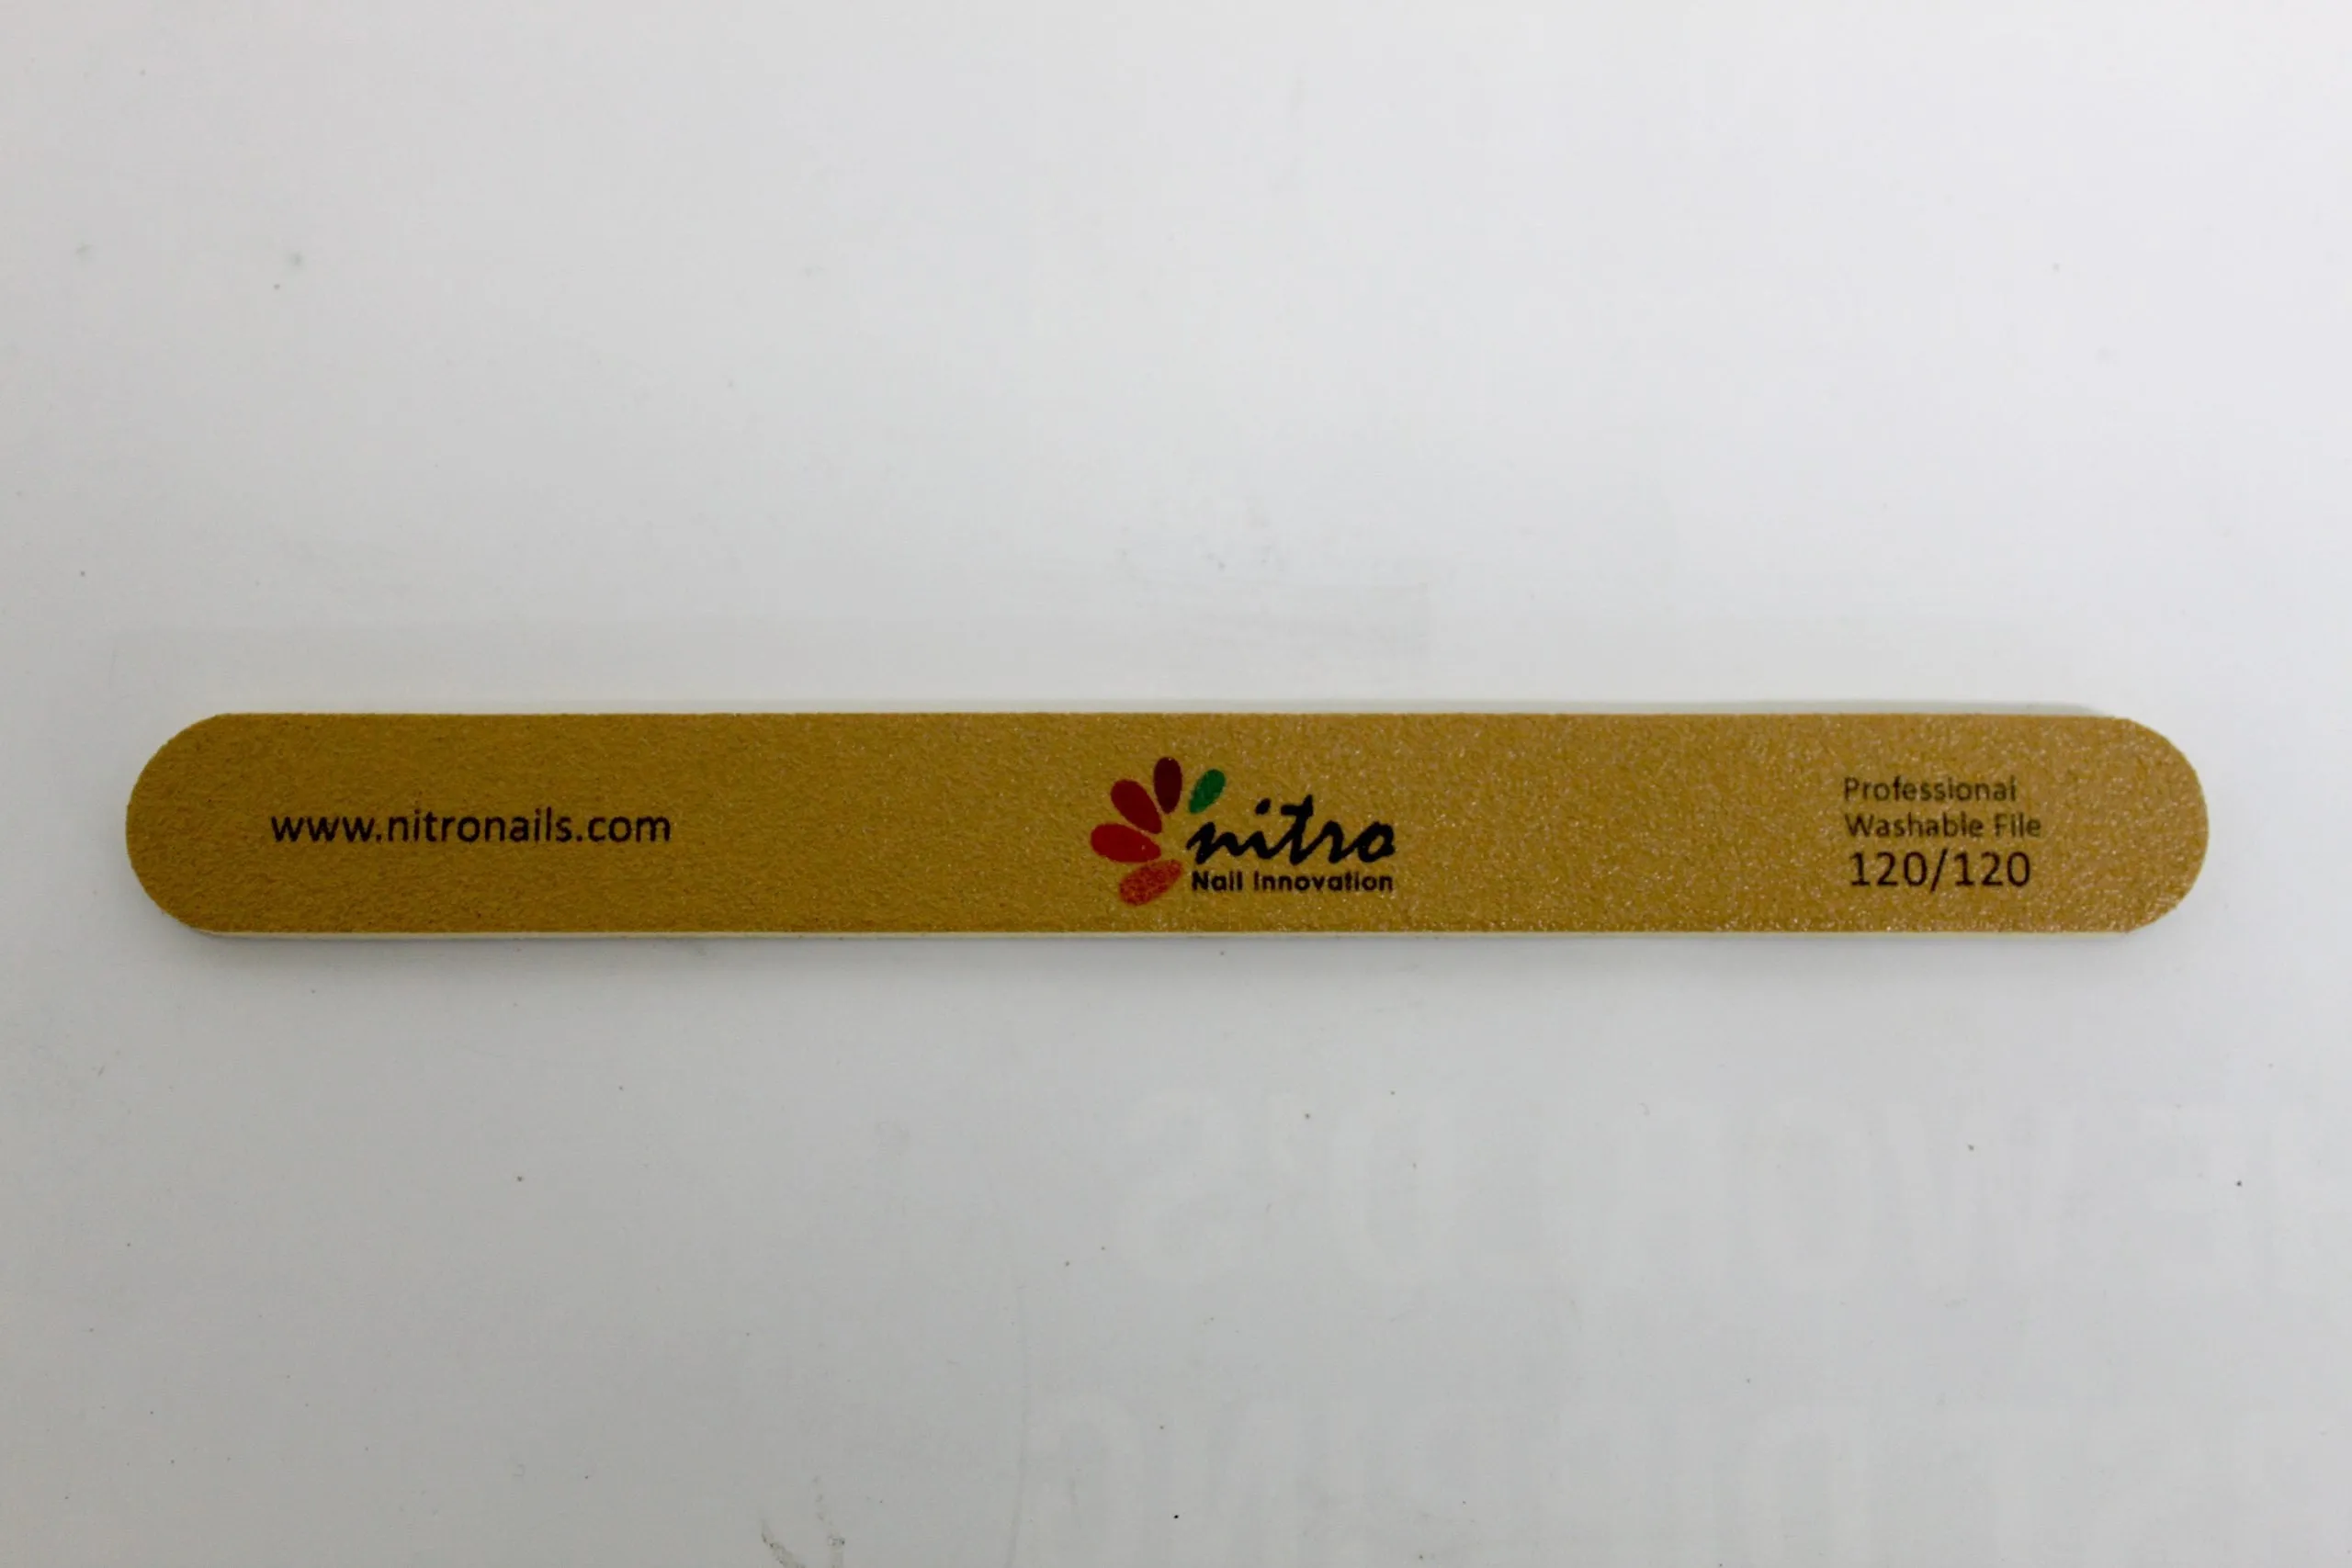 www.nitronails.com
nitro
Nail Innovation
Professional
Washable File
120/120